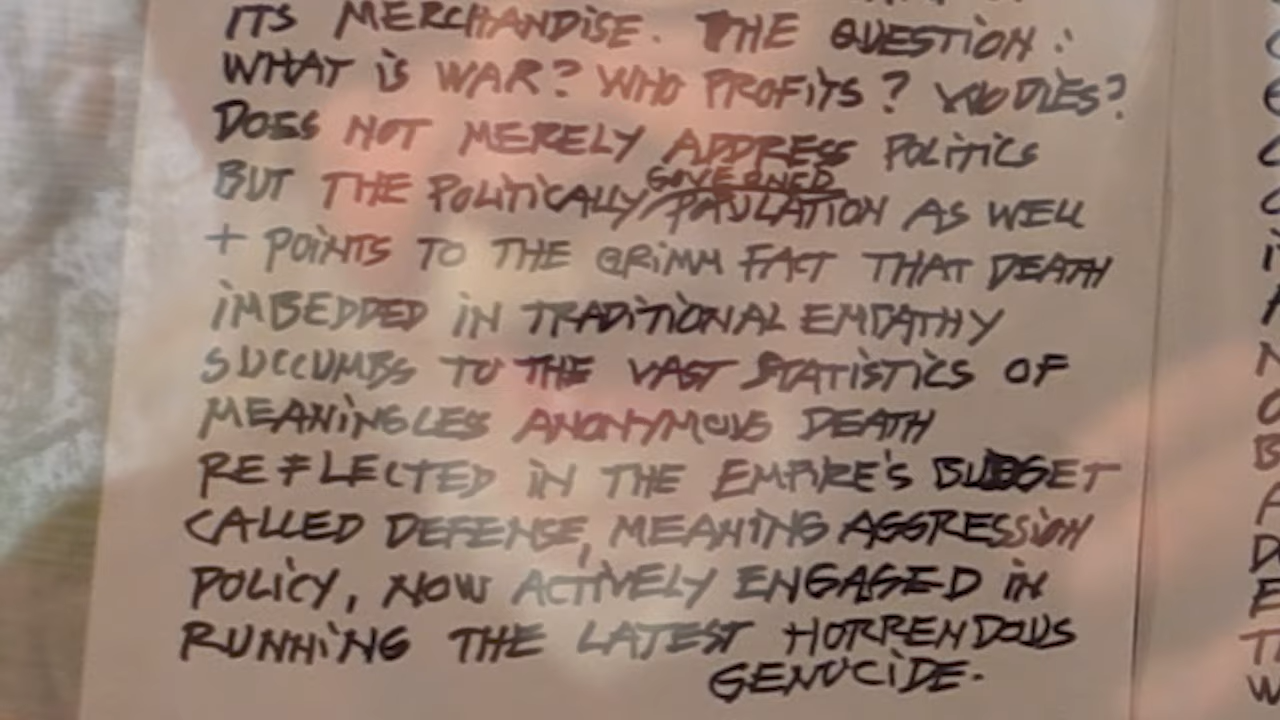 ITS MERCHANDISE. THE QUESTION:
WHAT IS WAR? WHO PROFITS? WHO DIES?
DOES NOT MERELY ADDRESS POLITICS
BUT THE POLITICALLY GOVERNED POPULATION AS WELL
+ POINTS TO THE GRIMM FACT THAT DEATH
IMBEDDED IN TRADITIONAL EMPATHY
SUCCUMBS TO THE VAST STATISTICS OF
MEANINGLESS ANONYMOUS DEATH
REFLECTED IN THE EMPIRE'S BUDGET
CALLED DEFENSE, MEANING AGGRESSION
POLICY, NOW ACTIVELY ENGAGED IN
RUNNING THE LATEST HORRENDOUS
GENOCIDE.